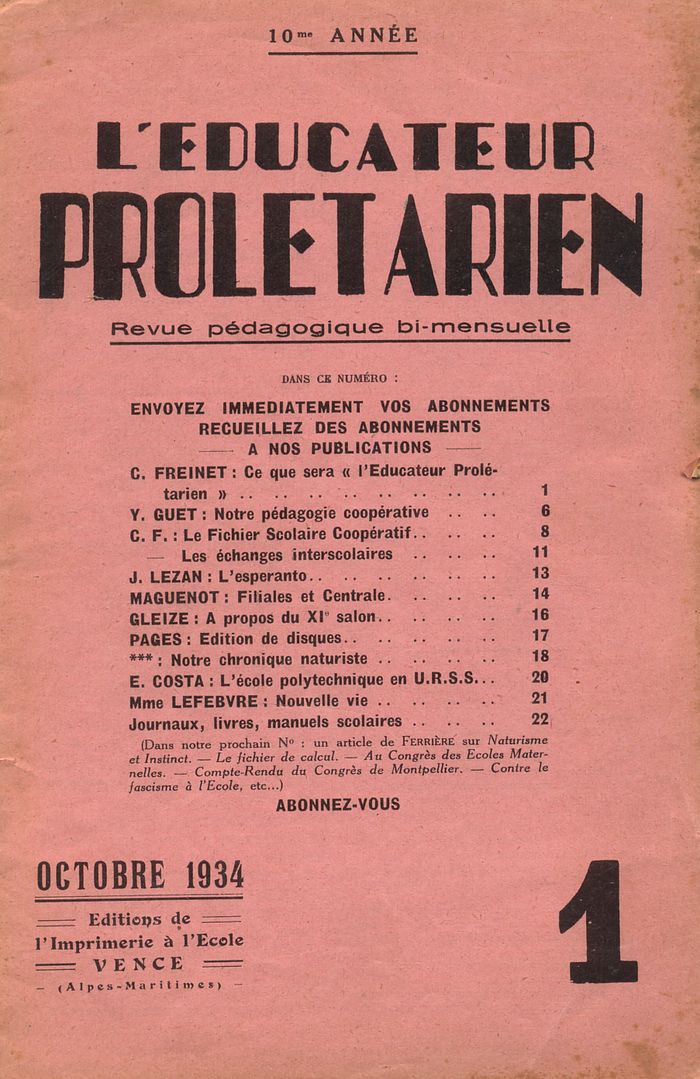 10me ANNÉE
L'EDUCATEUR
PROLETARIEN
Revue pédagogique bi-mensuelle
DANS CE NUMÉRO :
ENVOYEZ IMMEDIATEMENT VOS ABONNEMENTS
RECUEILLEZ DES ABONNEMENTS
— A NOS PUBLICATIONS —
C. FREINET : Ce que sera « l'Educateur Prolé-
tarien » .. .. .. .. .. .. .. .. .. .. 1
Y. GUET : Notre pédagogie coopérative .. .. 6
C. F. : Le Fichier Scolaire Coopératif.. .. .. 8
— Les échanges interscolaires .. .. .. .. 11
J. LEZAN : L'esperanto.. .. .. .. .. .. .. 13
MAGUENOT : Filiales et Centrale. .. .. .. .. 14
GLEIZE : A propos du XIe salon.. .. .. .. 16
PAGES : Edition de disques.. .. .. .. .. .. 17
*** : Notre chronique naturiste .. .. .. .. 18
E. COSTA : L'école polytechnique en U.R.S.S... 20
Mme LEFEBVRE : Nouvelle vie .. .. .. .. .. 21
Journaux, livres, manuels scolaires .. .. .. .. 22
(Dans notre prochain No : un article de FERRIÈRE sur Naturisme
et Instinct. — Le fichier de calcul. — Au Congrès des Ecoles Mater-
nelles. — Compte-Rendu du Congrès de Montpellier. — Contre le
fascisme à l'Ecole, etc...)
ABONNEZ-VOUS
OCTOBRE 1934
Editions de
l'Imprimerie à l'Ecole
VENCE
- (Alpes-Maritimes) -
1